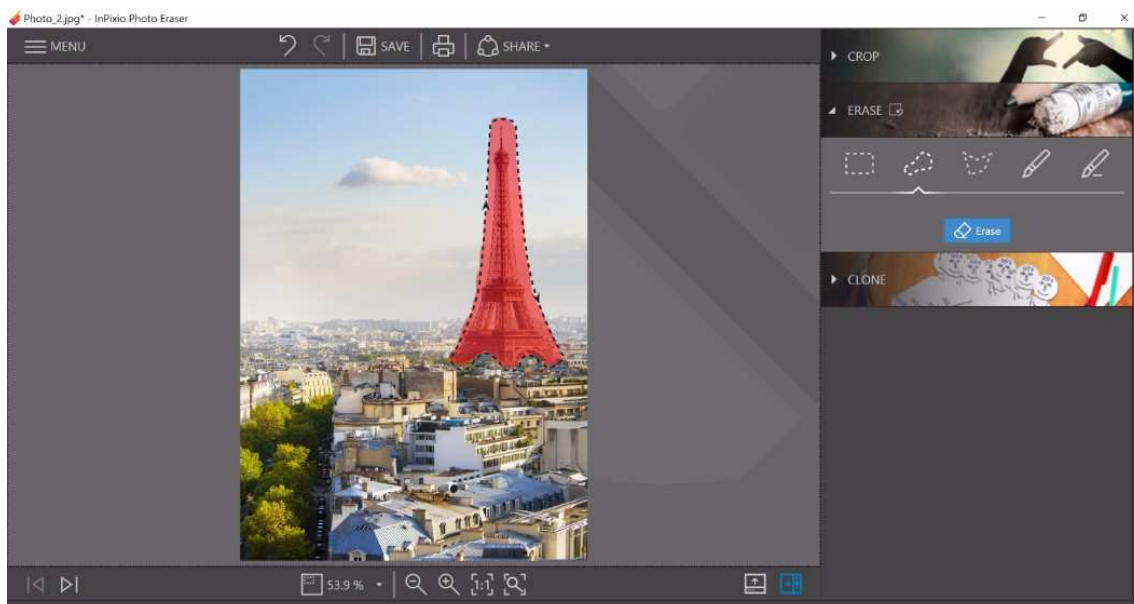 Photo_2.jpg* - InPixio Photo Eraser
MENU
SAVE
SHARE
CROP
ERASE
Erase
CLONE
53.9 %
1:1